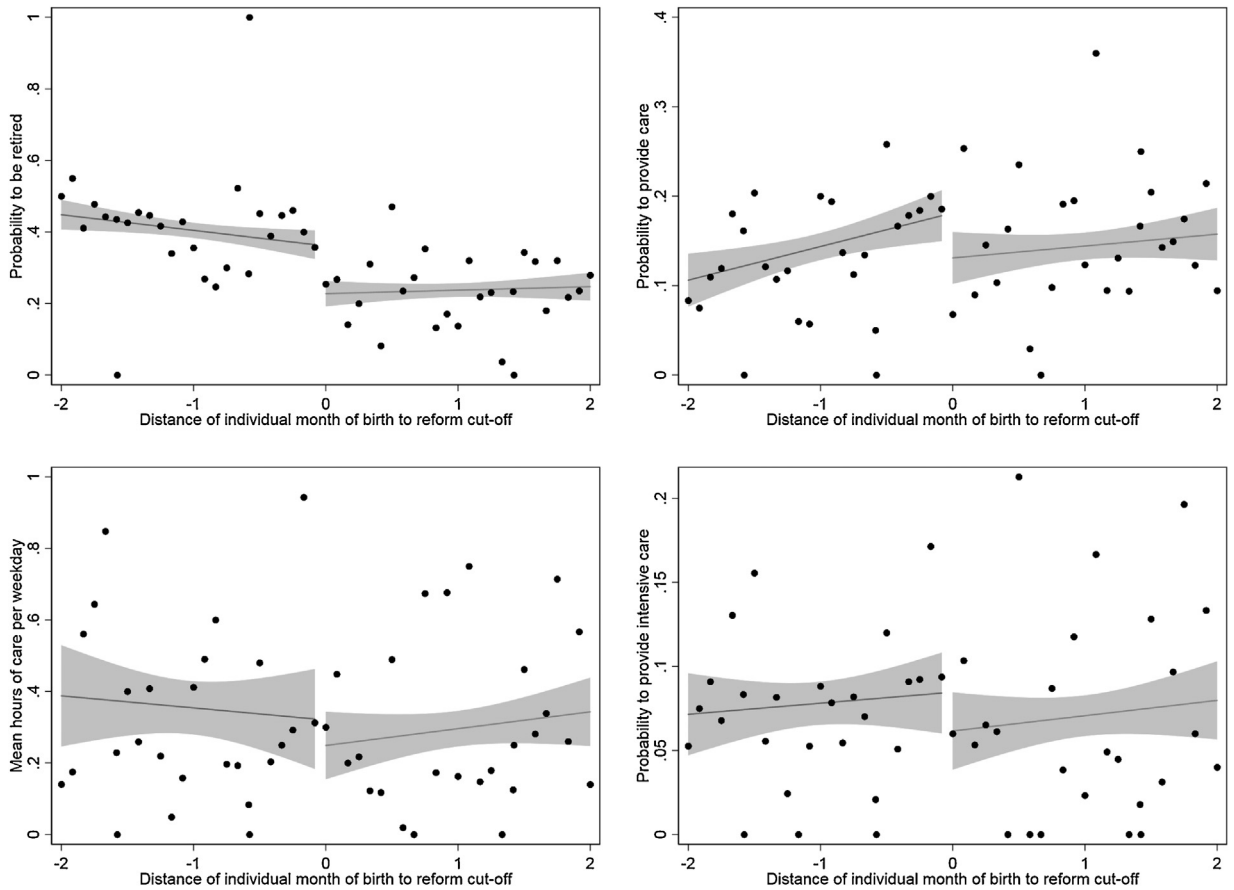 Probability to be retired
1
.8
.6
.4
.2
0
-2 -1 0 1 2
Distance of individual month of birth to reform cut-off
Probability to provide care
.4
.3
.2
.1
0
-2 -1 0 1 2
Distance of individual month of birth to reform cut-off
Mean hours of care per weekday
1
.8
.6
.4
.2
0
-2 -1 0 1 2
Distance of individual month of birth to reform cut-off
Probability to provide intensive care
.2
.15
.1
.05
0
-2 -1 0 1 2
Distance of individual month of birth to reform cut-off